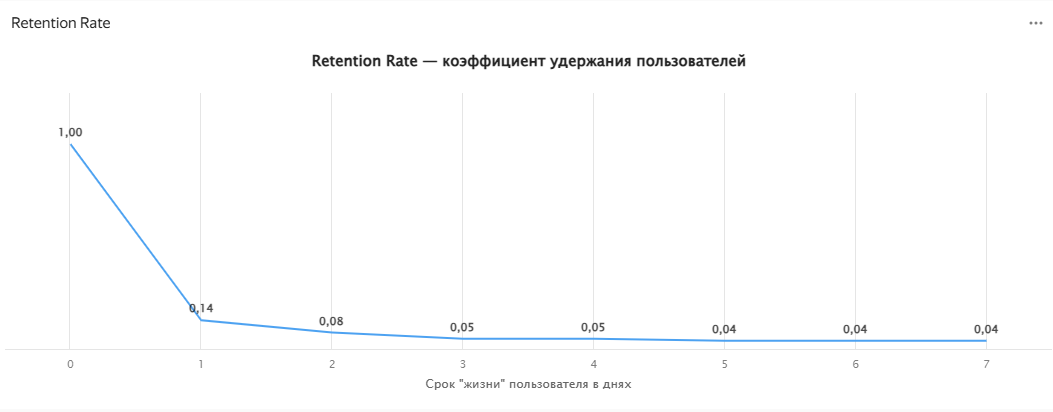 Retention Rate
Retention Rate — коэффициент удержания пользователей
1,00
0,14
0,08
0,05
0,05
0,04
0,04
0,04
0 1 2 3 4 5 6 7
Срок "жизни" пользователя в днях